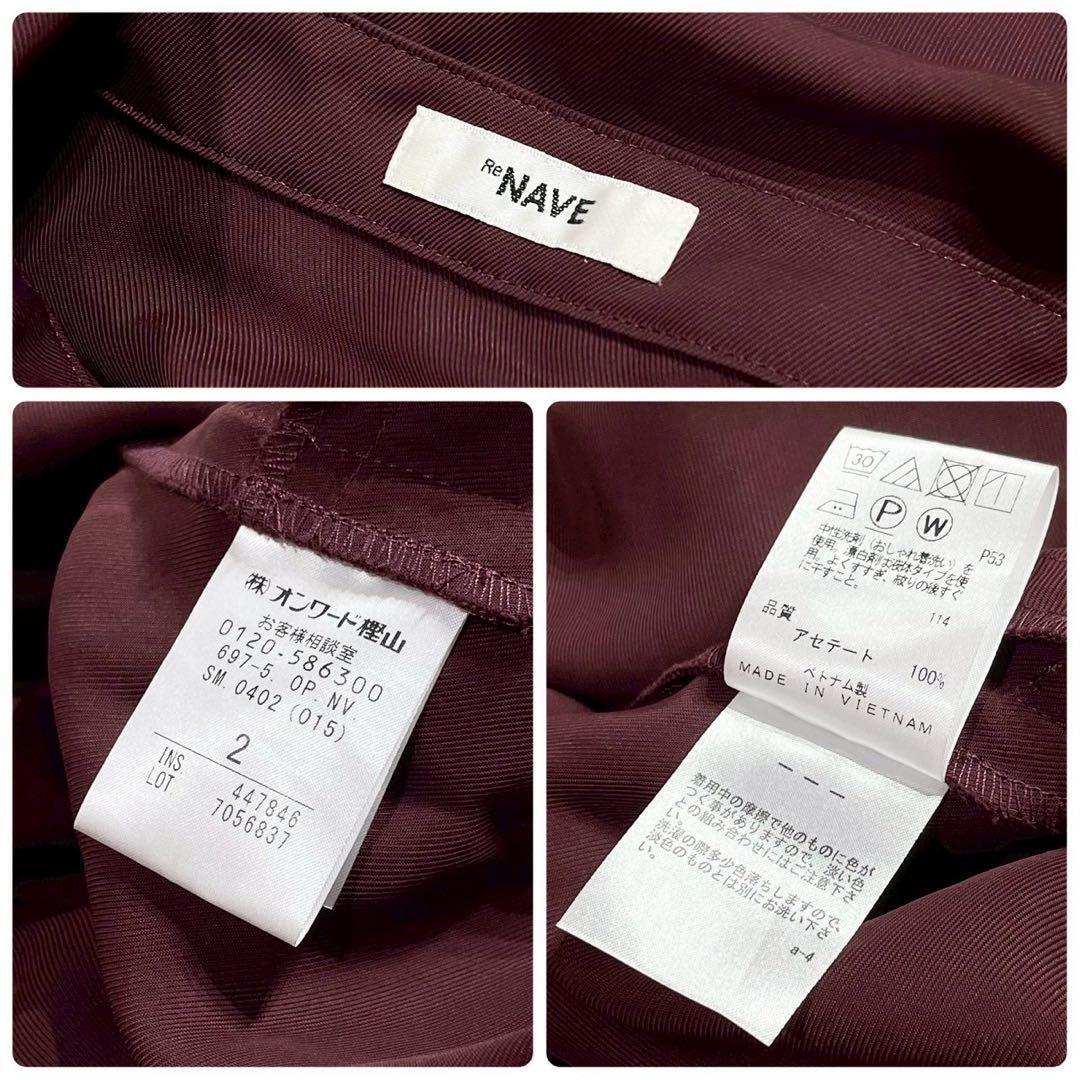 Re NAVE
(株)オンワード樫山
お客様相談室
0120-586300
697-5. OP. NV.
SM. 0402 (015)
2
INS 447846
LOT 7056837
30
P W
P53
中性洗剤(おしゃれ着洗い)を
使用。漂白剤は液体タイプを使
用。よくすすぎ、絞りの後すぐ
に干すこと。
114
品質
アセテート 100%
ベトナム製
MADE IN VIETNAM
着用中の摩擦で他のものに色が
つく事がありますので、淡い色
との組み合わせにはご注意下さ
い。
洗濯の際多少色落ちしますので、
淡色のものとは別にお洗い下さ
い。
a-4